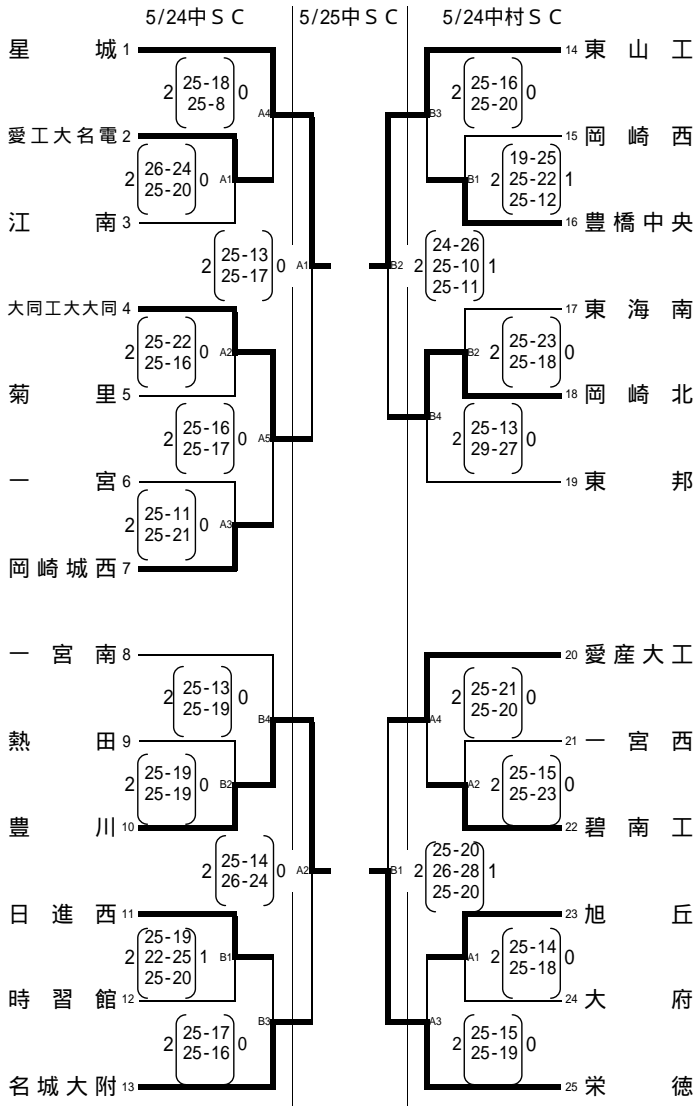 5/24中ＳＣ 5/25中ＳＣ 5/24中村ＳＣ
星城 1
2 25-18 0
25-8
A4
愛工大名電 2
2 26-24 0
25-20
A1
江南 3
2 25-13 0
25-17
A1
大同工大大同 4
2 25-22 0
25-16
A2
菊里 5
2 25-16 0
25-17
A5
一宮 6
2 25-11 0
25-21
A3
岡崎城西 7
一宮南 8
2 25-13 0
25-19
B4
熱田 9
2 25-19 0
25-19
B2
豊川 10
2 25-14 0
26-24
A2
日進西 11
2 25-19 1
22-25
25-20
B1
時習館 12
2 25-17 0
25-16
B3
名城大附 13
14 東山工
B3
2 25-16 0
25-20
15 岡崎西
B1
2 19-25 1
25-22
25-12
16 豊橋中央
B2
2 24-26 1
25-10
25-11
17 東海南
B2
2 25-23 0
25-18
18 岡崎北
B4
2 25-13 0
29-27
19 東邦
20 愛産大工
A4
2 25-21 0
25-20
21 一宮西
A2
2 25-15 0
25-23
22 碧南工
B1
2 25-20 1
26-28
25-20
23 旭丘
A1
2 25-14 0
25-18
24 大府
A3
2 25-15 0
25-19
25 栄徳